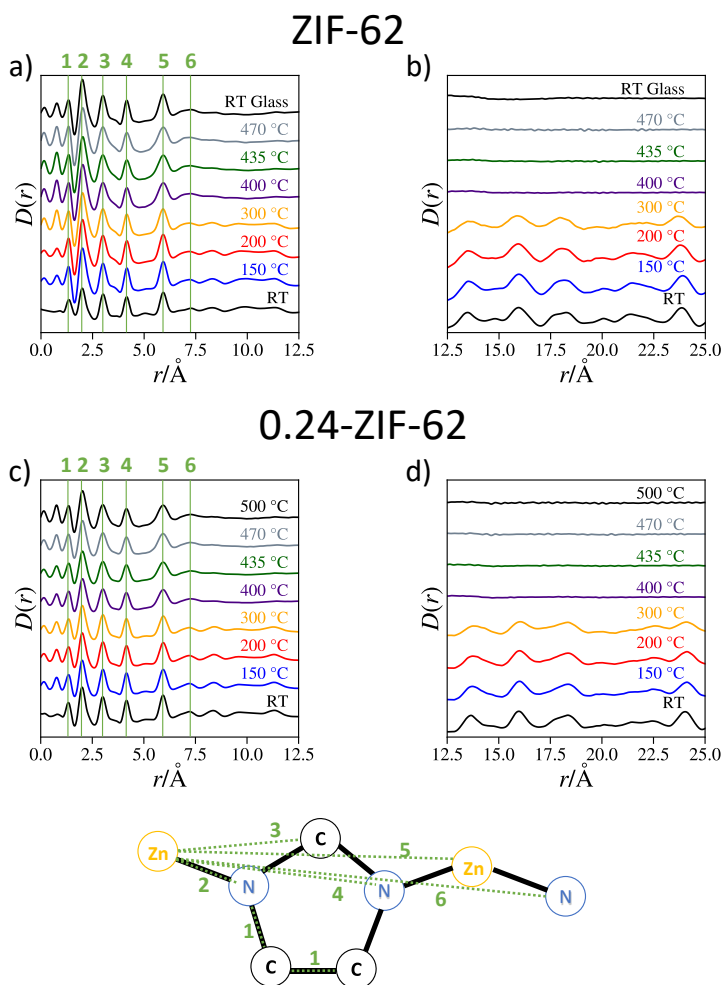 ZIF-62
a)
1 2 3 4 5 6
D(r)
RT Glass
470 °C
435 °C
400 °C
300 °C
200 °C
150 °C
RT
0.0 2.5 5.0 7.5 10.0 12.5
r/Å
b)
D(r)
RT Glass
470 °C
435 °C
400 °C
300 °C
200 °C
150 °C
RT
12.5 15.0 17.5 20.0 22.5 25.0
r/Å
0.24-ZIF-62
c)
1 2 3 4 5 6
D(r)
500 °C
470 °C
435 °C
400 °C
300 °C
200 °C
150 °C
RT
0.0 2.5 5.0 7.5 10.0 12.5
r/Å
d)
D(r)
500 °C
470 °C
435 °C
400 °C
300 °C
200 °C
150 °C
RT
12.5 15.0 17.5 20.0 22.5 25.0
r/Å
3 C
Zn 5 Zn
2 N 4 N 6 N
1
C 1 C